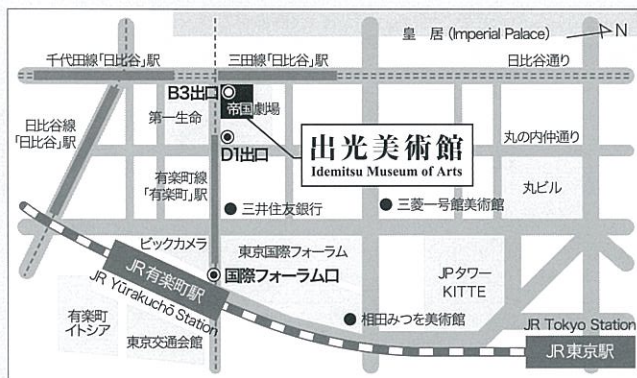 皇 居 (Imperial Palace)
N
千代田線「日比谷」駅
三田線「日比谷」駅
日比谷通り
B3出口
帝国劇場
日比谷線
「日比谷」駅
第一生命
D1出口
出光美術館
Idemitsu Museum of Arts
丸の内仲通り
有楽町線
「有楽町」駅
丸ビル
三井住友銀行
三菱一号館美術館
ビックカメラ
東京国際フォーラム
国際フォーラム口
JR有楽町駅
JR Yūrakuchō Station
JPタワー
KITTE
有楽町
イトシア
東京交通会館
相田みつを美術館
JR Tokyo Station
JR東京駅